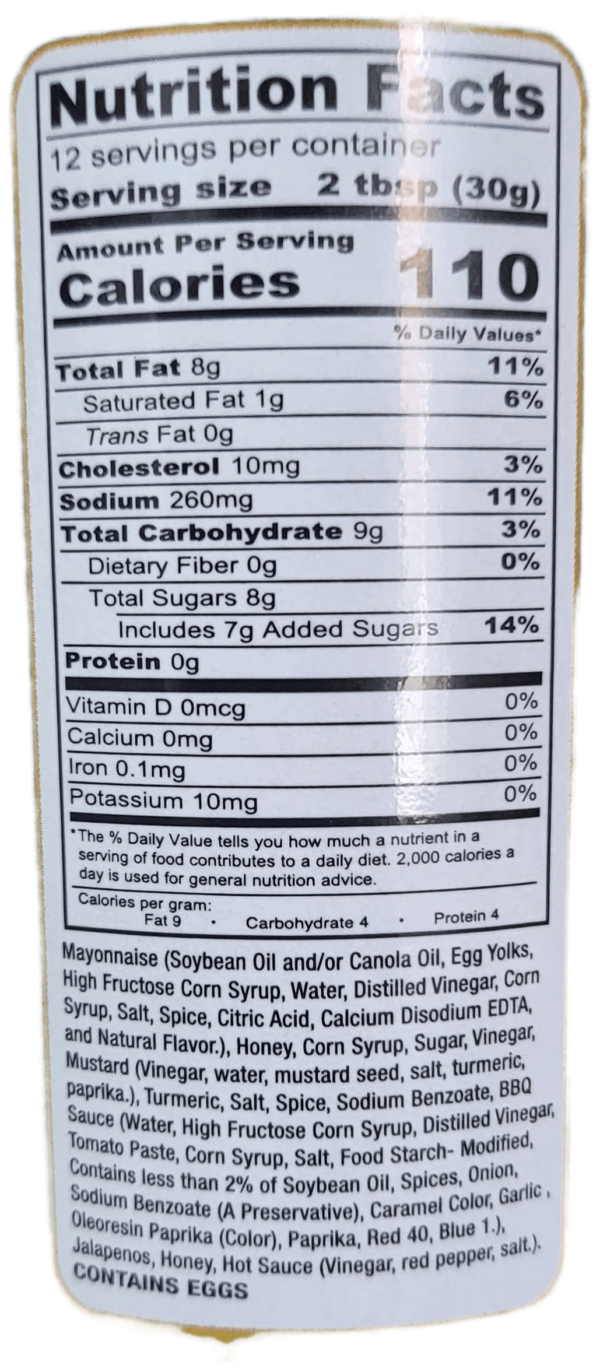 Nutrition Facts
12 servings per container
Serving size 2 tbsp (30g)
Amount Per Serving
Calories 110
% Daily Values*
Total Fat 8g 11%
Saturated Fat 1g 6%
Trans Fat 0g
Cholesterol 10mg 3%
Sodium 260mg 11%
Total Carbohydrate 9g 3%
Dietary Fiber 0g 0%
Total Sugars 8g
Includes 7g Added Sugars 14%
Protein 0g
Vitamin D 0mcg 0%
Calcium 0mg 0%
Iron 0.1mg 0%
Potassium 10mg 0%
*The % Daily Value tells you how much a nutrient in a
serving of food contributes to a daily diet. 2,000 calories a
day is used for general nutrition advice.
Calories per gram:
Fat 9 • Carbohydrate 4 • Protein 4
Mayonnaise (Soybean Oil and/or Canola Oil, Egg Yolks,
High Fructose Corn Syrup, Water, Distilled Vinegar, Corn
Syrup, Salt, Spice, Citric Acid, Calcium Disodium EDTA,
and Natural Flavor.), Honey, Corn Syrup, Sugar, Vinegar,
Mustard (Vinegar, water, mustard seed, salt, turmeric,
paprika.), Turmeric, Salt, Spice, Sodium Benzoate, BBQ
Sauce (Water, High Fructose Corn Syrup, Distilled Vinegar,
Tomato Paste, Corn Syrup, Salt, Food Starch- Modified,
Contains less than 2% of Soybean Oil, Spices, Onion,
Sodium Benzoate (A Preservative), Caramel Color, Garlic ,
Oleoresin Paprika (Color), Paprika, Red 40, Blue 1.),
Jalapenos, Honey, Hot Sauce (Vinegar, red pepper, salt.).
CONTAINS EGGS